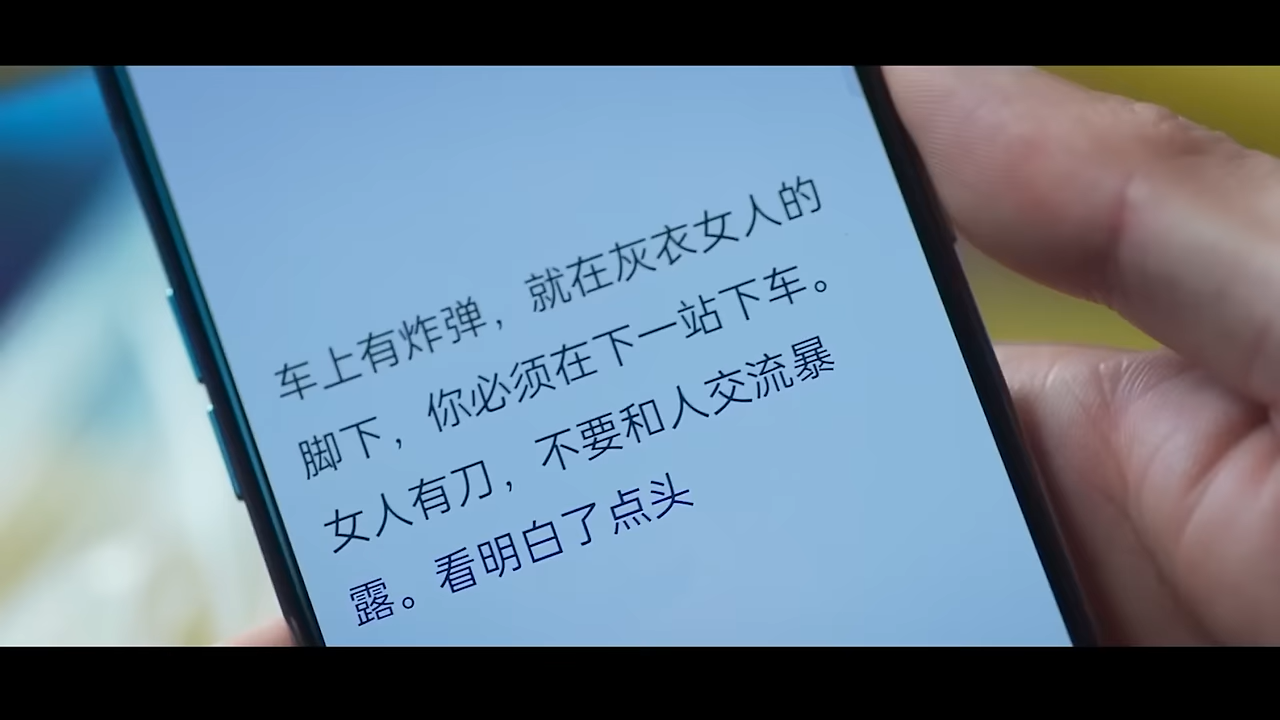 车上有炸弹，就在灰衣女人的
脚下，你必须在下一站下车。
女人有刀，不要和人交流暴
露。看明白了点头